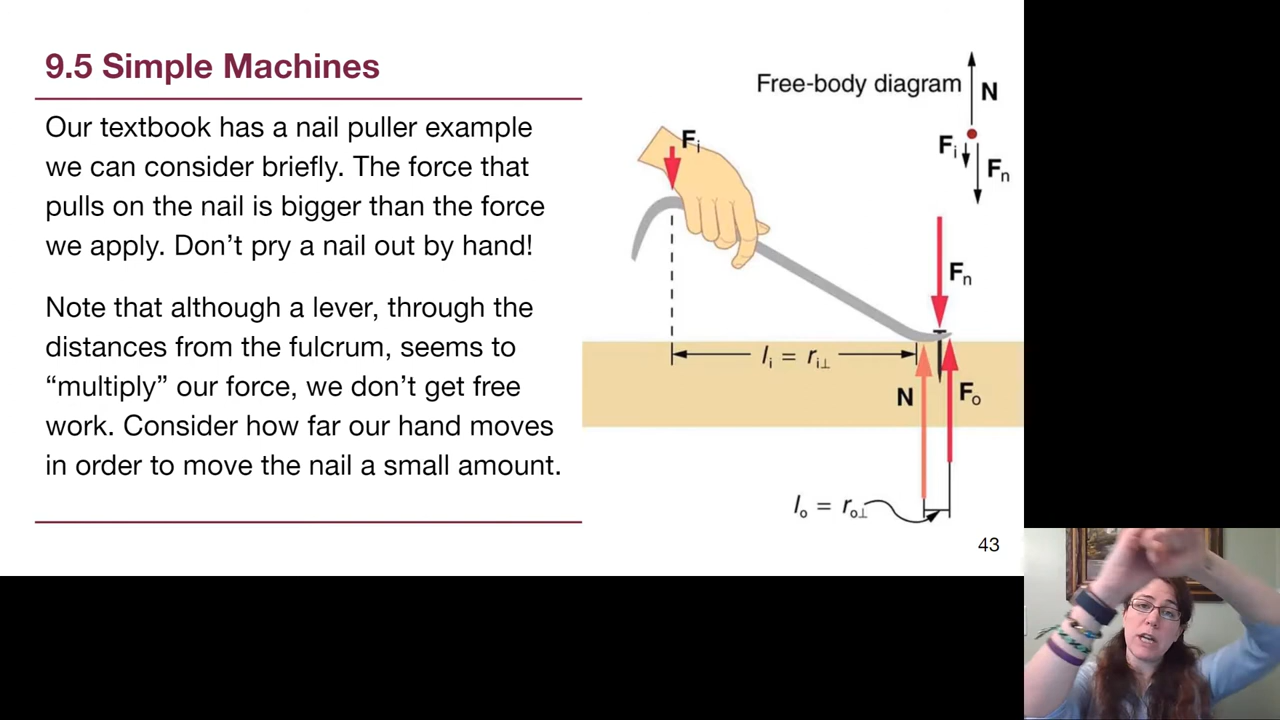 9.5 Simple Machines
Our textbook has a nail puller example
we can consider briefly. The force that
pulls on the nail is bigger than the force
we apply. Don’t pry a nail out by hand!
Note that although a lever, through the
distances from the fulcrum, seems to
“multiply” our force, we don’t get free
work. Consider how far our hand moves
in order to move the nail a small amount.
Free-body diagram
N
Fi
Fn
Fi
Fn
li = ri⊥
N
Fo
lo = ro⊥
43